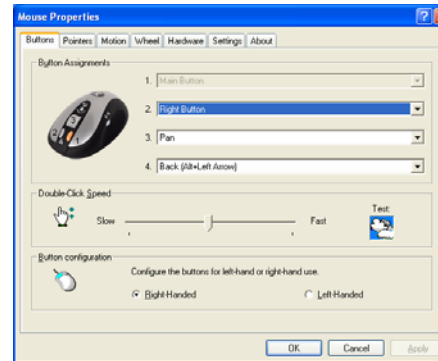 Mouse Properties
Buttons Pointers Motion Wheel Hardware Settings About
Button Assignments
1. Main Button
2. Right Button
3. Pan
4. Back (Alt+Left Arrow)
Double-Click Speed
Test:
Slow Fast
Button configuration
Configure the buttons for left-hand or right-hand use.
Right-Handed Left-Handed
OK Cancel Apply